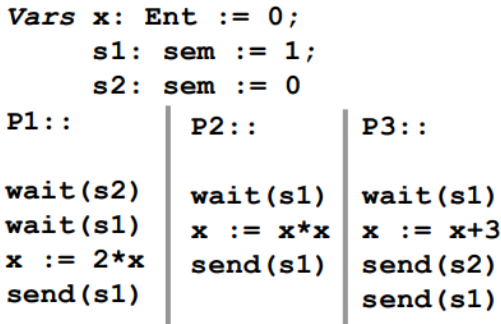 Vars x: Ent := 0;
s1: sem := 1;
s2: sem := 0
P1::
wait(s2)
wait(s1)
x := 2*x
send(s1)
P2::
wait(s1)
x := x*x
send(s1)
P3::
wait(s1)
x := x+3
send(s2)
send(s1)